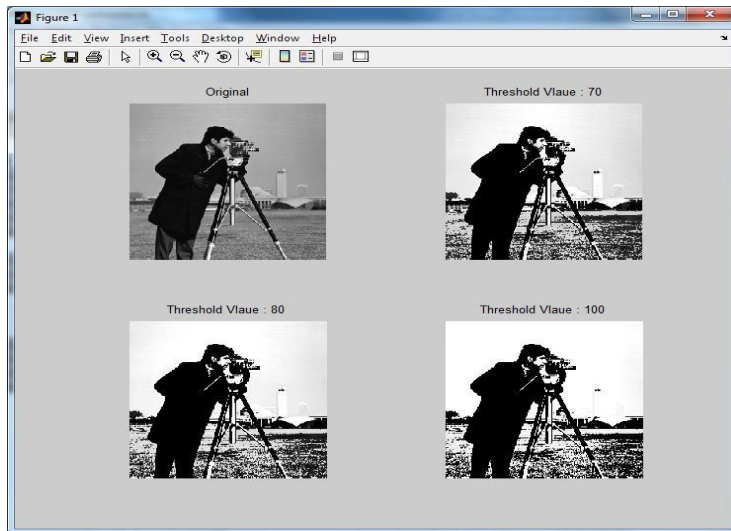 Figure 1
File Edit View Insert Tools Desktop Window Help
Original
Threshold Vlaue : 70
Threshold Vlaue : 80
Threshold Vlaue : 100